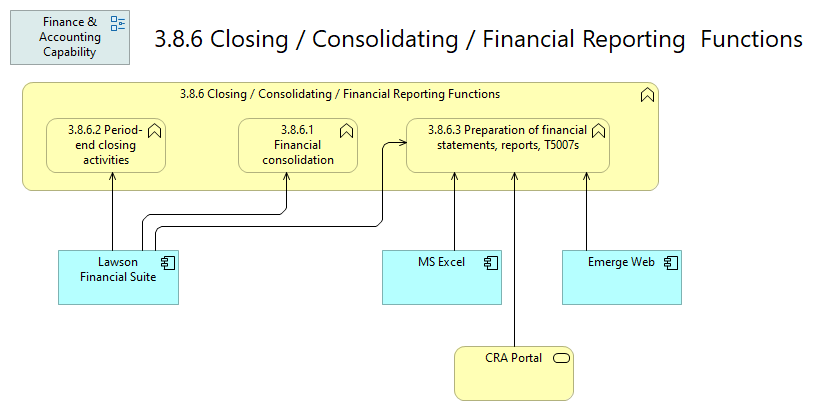 Finance &
Accounting
Capability
3.8.6 Closing / Consolidating / Financial Reporting  Functions
3.8.6 Closing / Consolidating / Financial Reporting Functions
3.8.6.2 Period-
end closing
activities
3.8.6.1
Financial
consolidation
3.8.6.3 Preparation of financial
statements, reports, T5007s
Lawson
Financial Suite
MS Excel
Emerge Web
CRA Portal